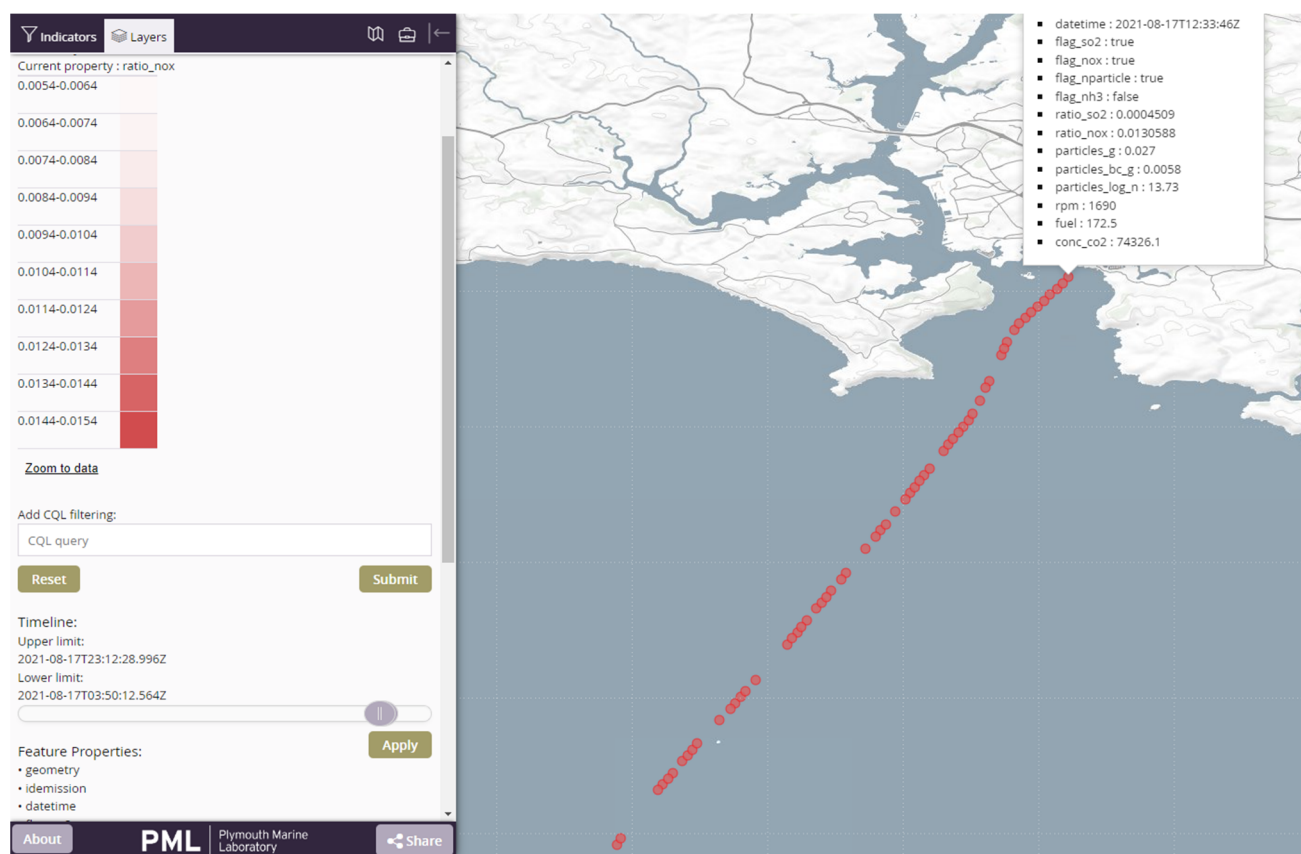 Indicators
Layers
Current property : ratio_nox
0.0054-0.0064
0.0064-0.0074
0.0074-0.0084
0.0084-0.0094
0.0094-0.0104
0.0104-0.0114
0.0114-0.0124
0.0124-0.0134
0.0134-0.0144
0.0144-0.0154
Zoom to data
Add CQL filtering:
CQL query
Reset
Submit
Timeline:
Upper limit:
2021-08-17T23:12:28.996Z
Lower limit:
2021-08-17T03:50:12.564Z
Apply
Feature Properties:
• geometry
• idemission
• datetime
About
PML
Plymouth Marine
Laboratory
Share
▪ datetime : 2021-08-17T12:33:46Z
▪ flag_so2 : true
▪ flag_nox : true
▪ flag_nparticle : true
▪ flag_nh3 : false
▪ ratio_so2 : 0.0004509
▪ ratio_nox : 0.0130588
▪ particles_g : 0.027
▪ particles_bc_g : 0.0058
▪ particles_log_n : 13.73
▪ rpm : 1690
▪ fuel : 172.5
▪ conc_co2 : 74326.1